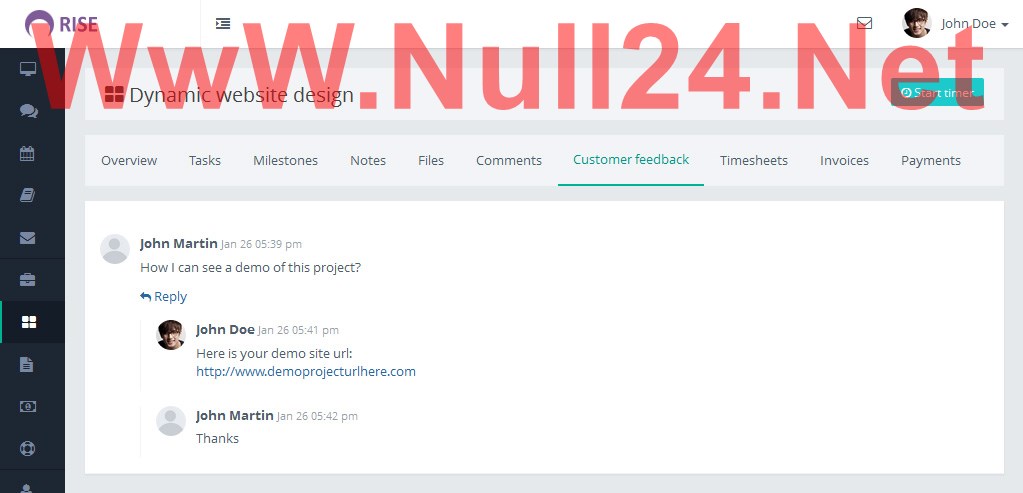 RISE
John Doe
WwW.Null24.Net
Dynamic website design
Start timer
Overview Tasks Milestones Notes Files Comments Customer feedback Timesheets Invoices Payments
John Martin Jan 26 05:39 pm
How I can see a demo of this project?
Reply
John Doe Jan 26 05:41 pm
Here is your demo site url:
http://www.demoprojecturlhere.com
John Martin Jan 26 05:42 pm
Thanks